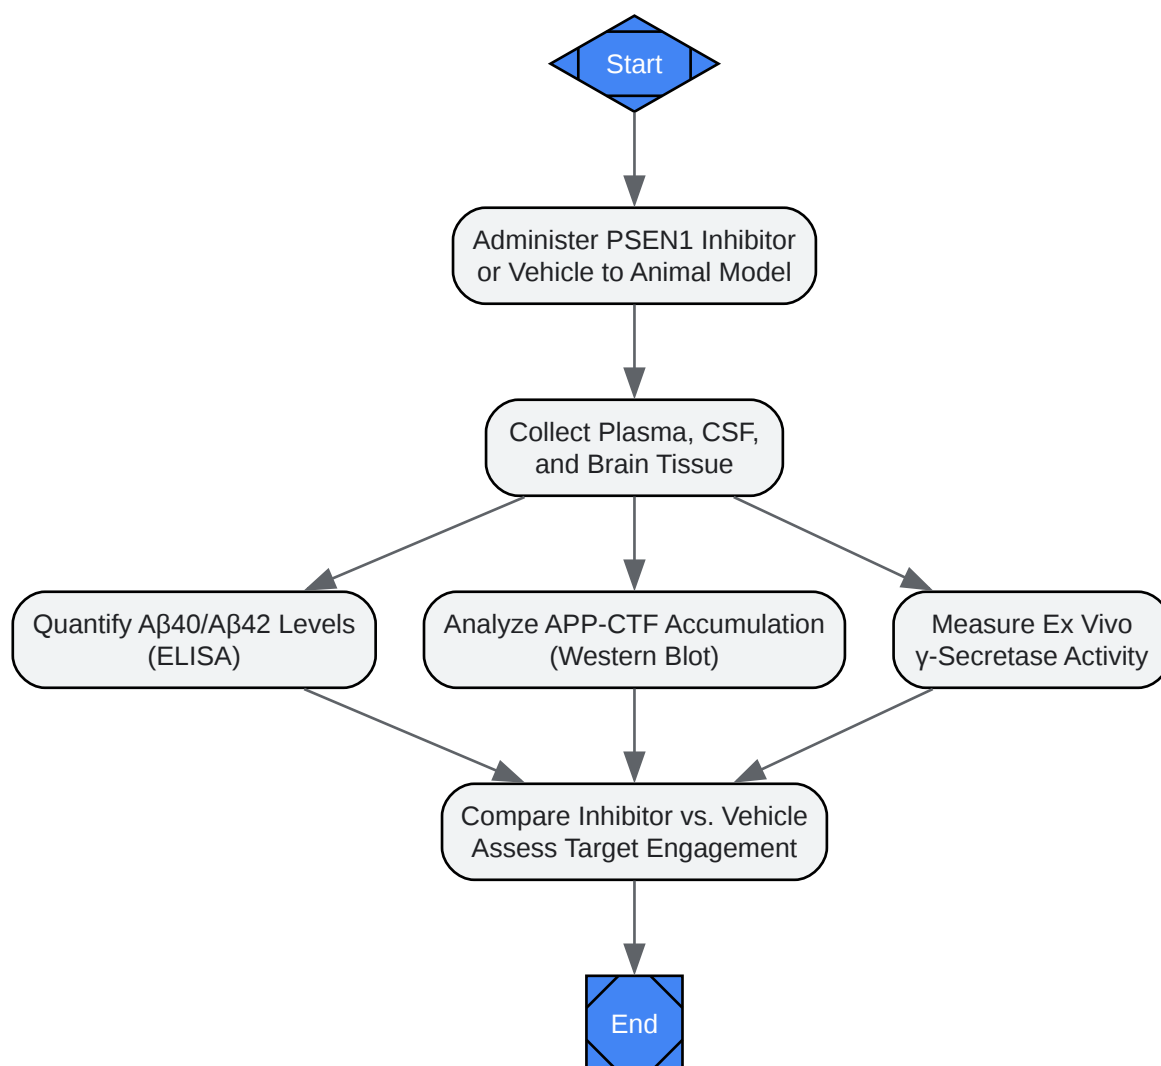 Start
Administer PSEN1 Inhibitor
or Vehicle to Animal Model
Collect Plasma, CSF,
and Brain Tissue
Quantify Aβ40/Aβ42 Levels
(ELISA)
Analyze APP-CTF Accumulation
(Western Blot)
Measure Ex Vivo
γ-Secretase Activity
Compare Inhibitor vs. Vehicle
Assess Target Engagement
End